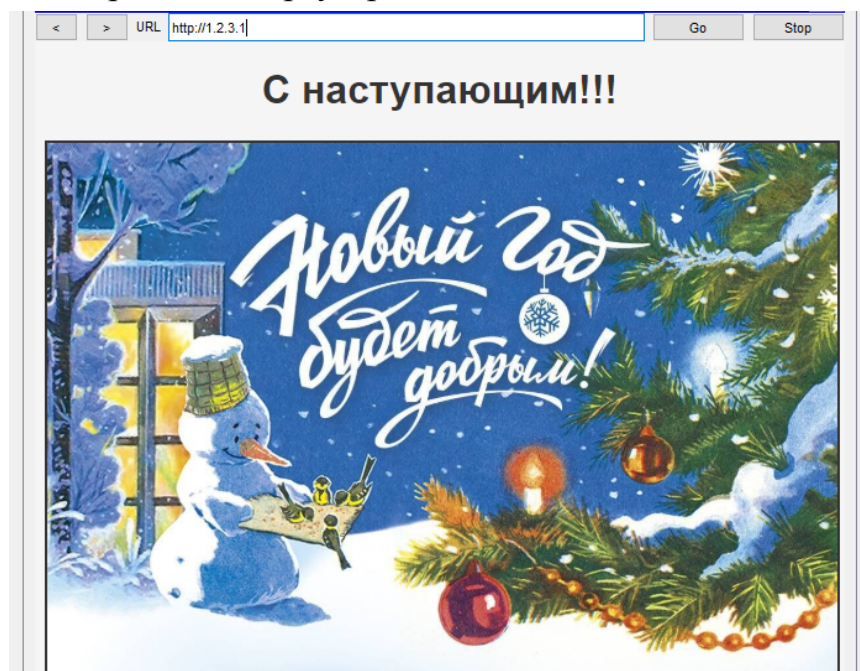 < > URL http://1.2.3.1 Go Stop
С наступающим!!!
Новый Год
будет
добрым!